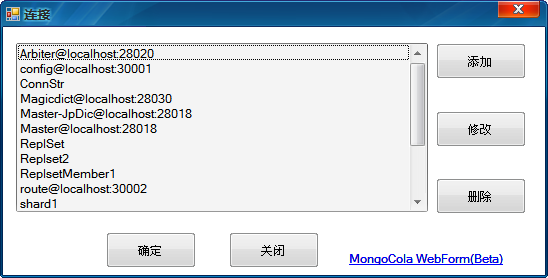 连接
Arbiter@localhost:28020
config@localhost:30001
ConnStr
Magicdict@localhost:28030
Master-JpDic@localhost:28018
Master@localhost:28018
ReplSet
Replset2
ReplsetMember1
route@localhost:30002
shard1
添加
修改
删除
确定
关闭
MongoCola WebForm(Beta)